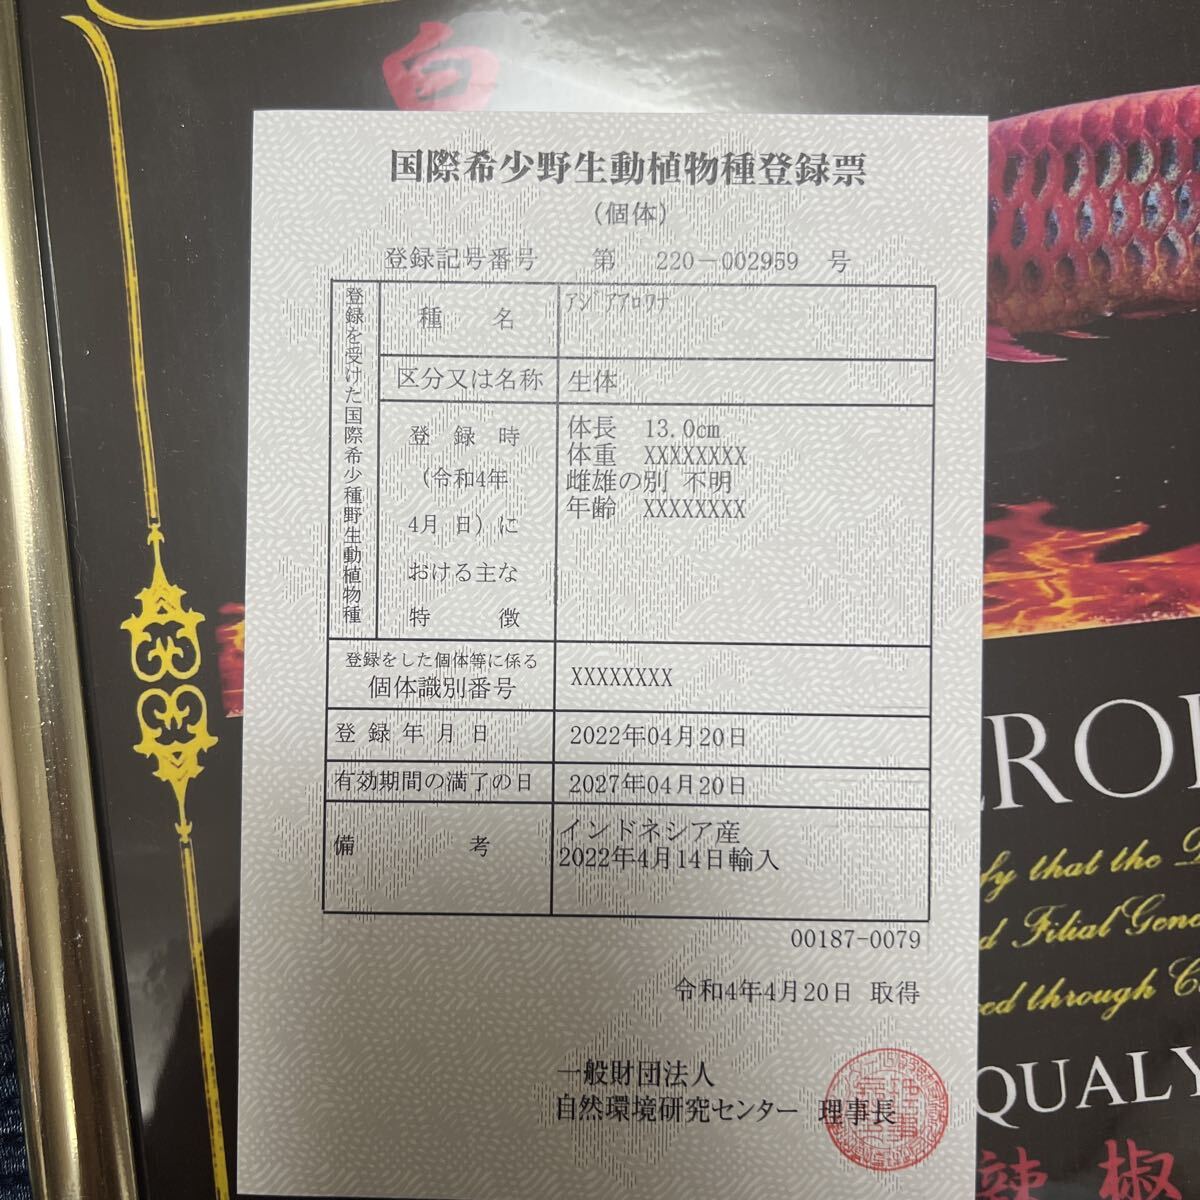 白
国際希少野生動植物種登録票
（個体）
登録記号番号 第 220－002959 号
登録を受けた国際希少種野生動植物種
種 名 アジアアロワナ
区分又は名称 生体
登 録 時
（令和4年
4月 日）に
おける主な
特 徴
体長 13.0cm
体重 XXXXXXXX
雌雄の別 不明
年齢 XXXXXXXX
登録をした個体等に係る
個体識別番号 XXXXXXXX
登 録 年 月 日 2022年04月20日
有効期間の満了の日 2027年04月20日
備 考
インドネシア産
2022年4月14日輸入
00187-0079
令和4年4月20日 取得
一般財団法人
自然環境研究センター 理事長
that the
Filial Gene
through C
QUALY
辣 椒